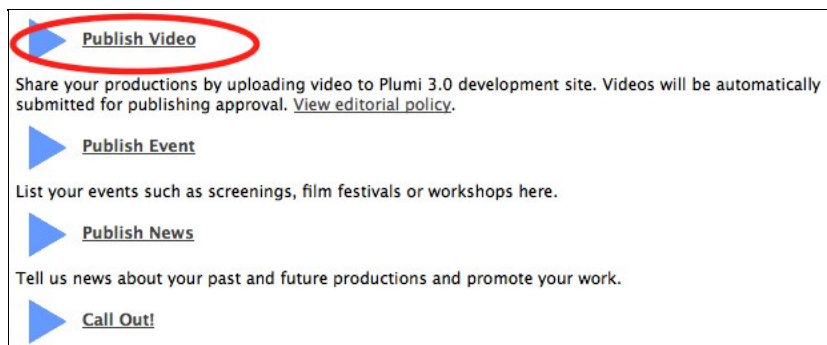 Publish Video
Share your productions by uploading video to Plumi 3.0 development site. Videos will be automatically
submitted for publishing approval. View editorial policy.
Publish Event
List your events such as screenings, film festivals or workshops here.
Publish News
Tell us news about your past and future productions and promote your work.
Call Out!